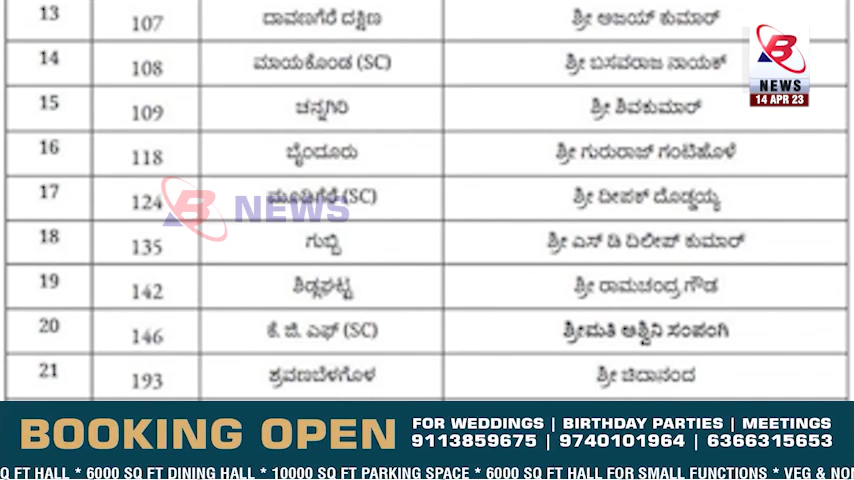 13 107 ದಾವಣಗೆರೆ ದಕ್ಷಿಣ ಶ್ರೀ ಅಜಯ್ ಕುಮಾರ್
14 108 ಮಾಯಕೊಂಡ (SC) ಶ್ರೀ ಬಸವರಾಜ ನಾಯಕ್
15 109 ಚನ್ನಗಿರಿ ಶ್ರೀ ಶಿವಕುಮಾರ್
16 118 ಬೈಂದೂರು ಶ್ರೀ ಗುರುರಾಜ್ ಗಂಟಿಹೊಳೆ
17 124 ಮೂಡಿಗೆರೆ (SC) ಶ್ರೀ ದೀಪಕ್ ದೊಡ್ಡಯ್ಯ
18 135 ಗುಬ್ಬಿ ಶ್ರೀ ಎಸ್ ಡಿ ದಿಲೀಪ್ ಕುಮಾರ್
19 142 ಶಿಡ್ಲಘಟ್ಟ ಶ್ರೀ ರಾಮಚಂದ್ರ ಗೌಡ
20 146 ಕೆ. ಜಿ. ಎಫ್ (SC) ಶ್ರೀಮತಿ ಅಶ್ವಿನಿ ಸಂಪಂಗಿ
21 193 ಶ್ರವಣಬೆಳಗೊಳ ಶ್ರೀ ಚಿದಾನಂದ
B NEWS
14 APR 23
B NEWS
BOOKING OPEN
FOR WEDDINGS | BIRTHDAY PARTIES | MEETINGS
9113859675 | 9740101964 | 6366315653
SQ FT HALL * 6000 SQ FT DINING HALL * 10000 SQ FT PARKING SPACE * 6000 SQ FT HALL FOR SMALL FUNCTIONS * VEG &